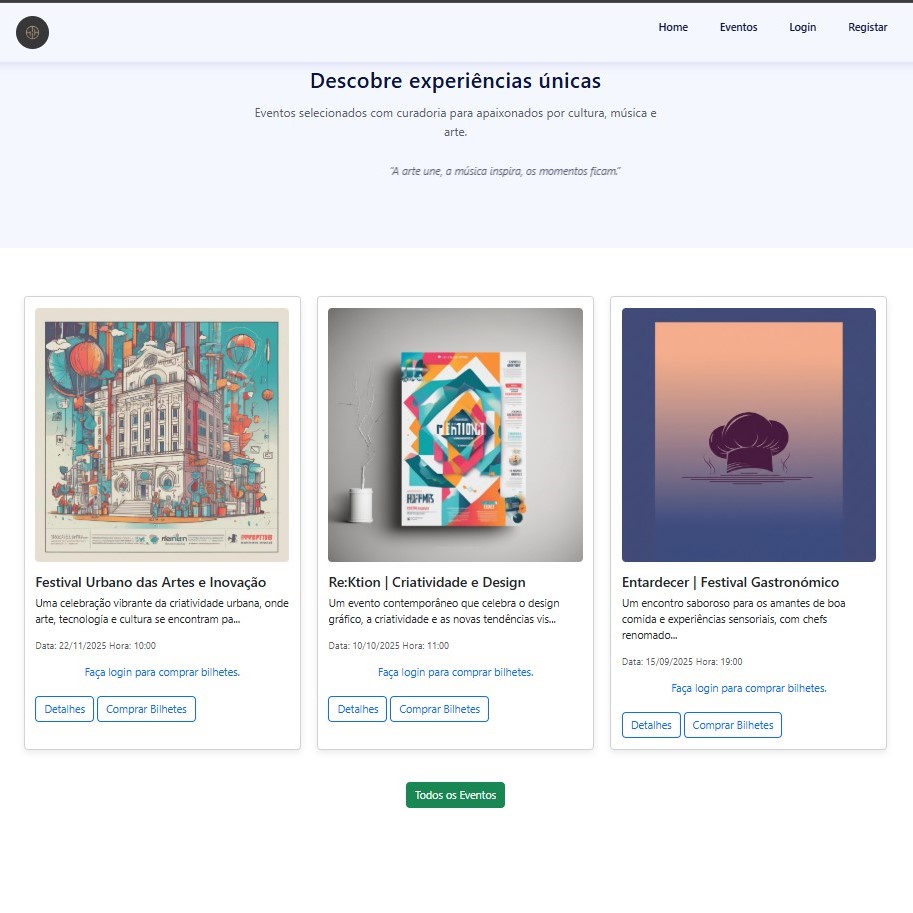 Home Eventos Login Registar
Descobre experiências únicas
Eventos selecionados com curadoria para apaixonados por cultura, música e
arte.
"A arte une, a música inspira, os momentos ficam."
Festival Urbano das Artes e Inovação
Uma celebração vibrante da criatividade urbana, onde
arte, tecnologia e cultura se encontram pa...
Data: 22/11/2025 Hora: 10:00
Faça login para comprar bilhetes.
Detalhes Comprar Bilhetes
Re:Ktion | Criatividade e Design
Um evento contemporâneo que celebra o design
gráfico, a criatividade e as novas tendências vis...
Data: 10/10/2025 Hora: 11:00
Faça login para comprar bilhetes.
Detalhes Comprar Bilhetes
Entardecer | Festival Gastronómico
Um encontro saboroso para os amantes de boa
comida e experiências sensoriais, com chefs
renomado...
Data: 15/09/2025 Hora: 19:00
Faça login para comprar bilhetes.
Detalhes Comprar Bilhetes
Todos os Eventos